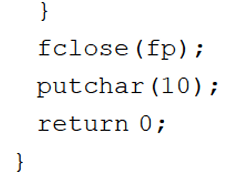 }
fclose(fp);
putchar(10);
return 0;
}